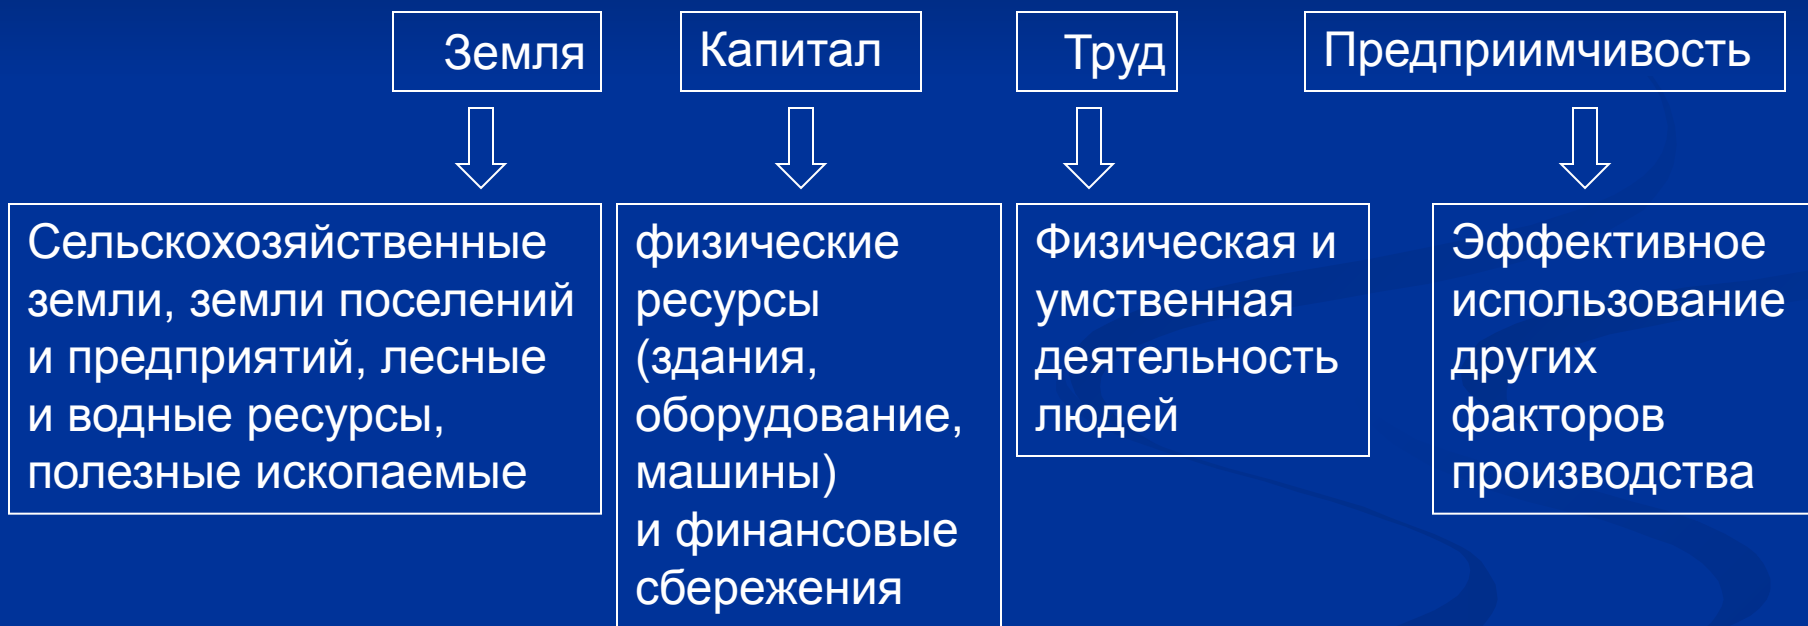 Земля
Капитал
Труд
Предприимчивость
Сельскохозяйственные
земли, земли поселений
и предприятий, лесные
и водные ресурсы,
полезные ископаемые
физические
ресурсы
(здания,
оборудование,
машины)
и финансовые
сбережения
Физическая и
умственная
деятельность
людей
Эффективное
использование
других
факторов
производства